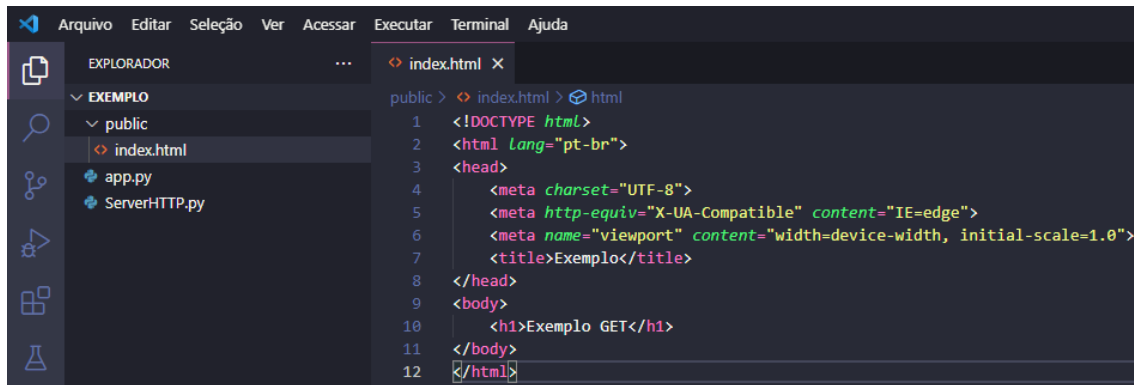 Arquivo Editar Seleção Ver Acessar Executar Terminal Ajuda
EXPLORADOR ...
EXEMPLO
public
index.html
app.py
ServerHTTP.py
index.html
public > index.html > html
1 <!DOCTYPE html>
2 <html lang="pt-br">
3 <head>
4 <meta charset="UTF-8">
5 <meta http-equiv="X-UA-Compatible" content="IE=edge">
6 <meta name="viewport" content="width=device-width, initial-scale=1.0">
7 <title>Exemplo</title>
8 </head>
9 <body>
10 <h1>Exemplo GET</h1>
11 </body>
12 </html>